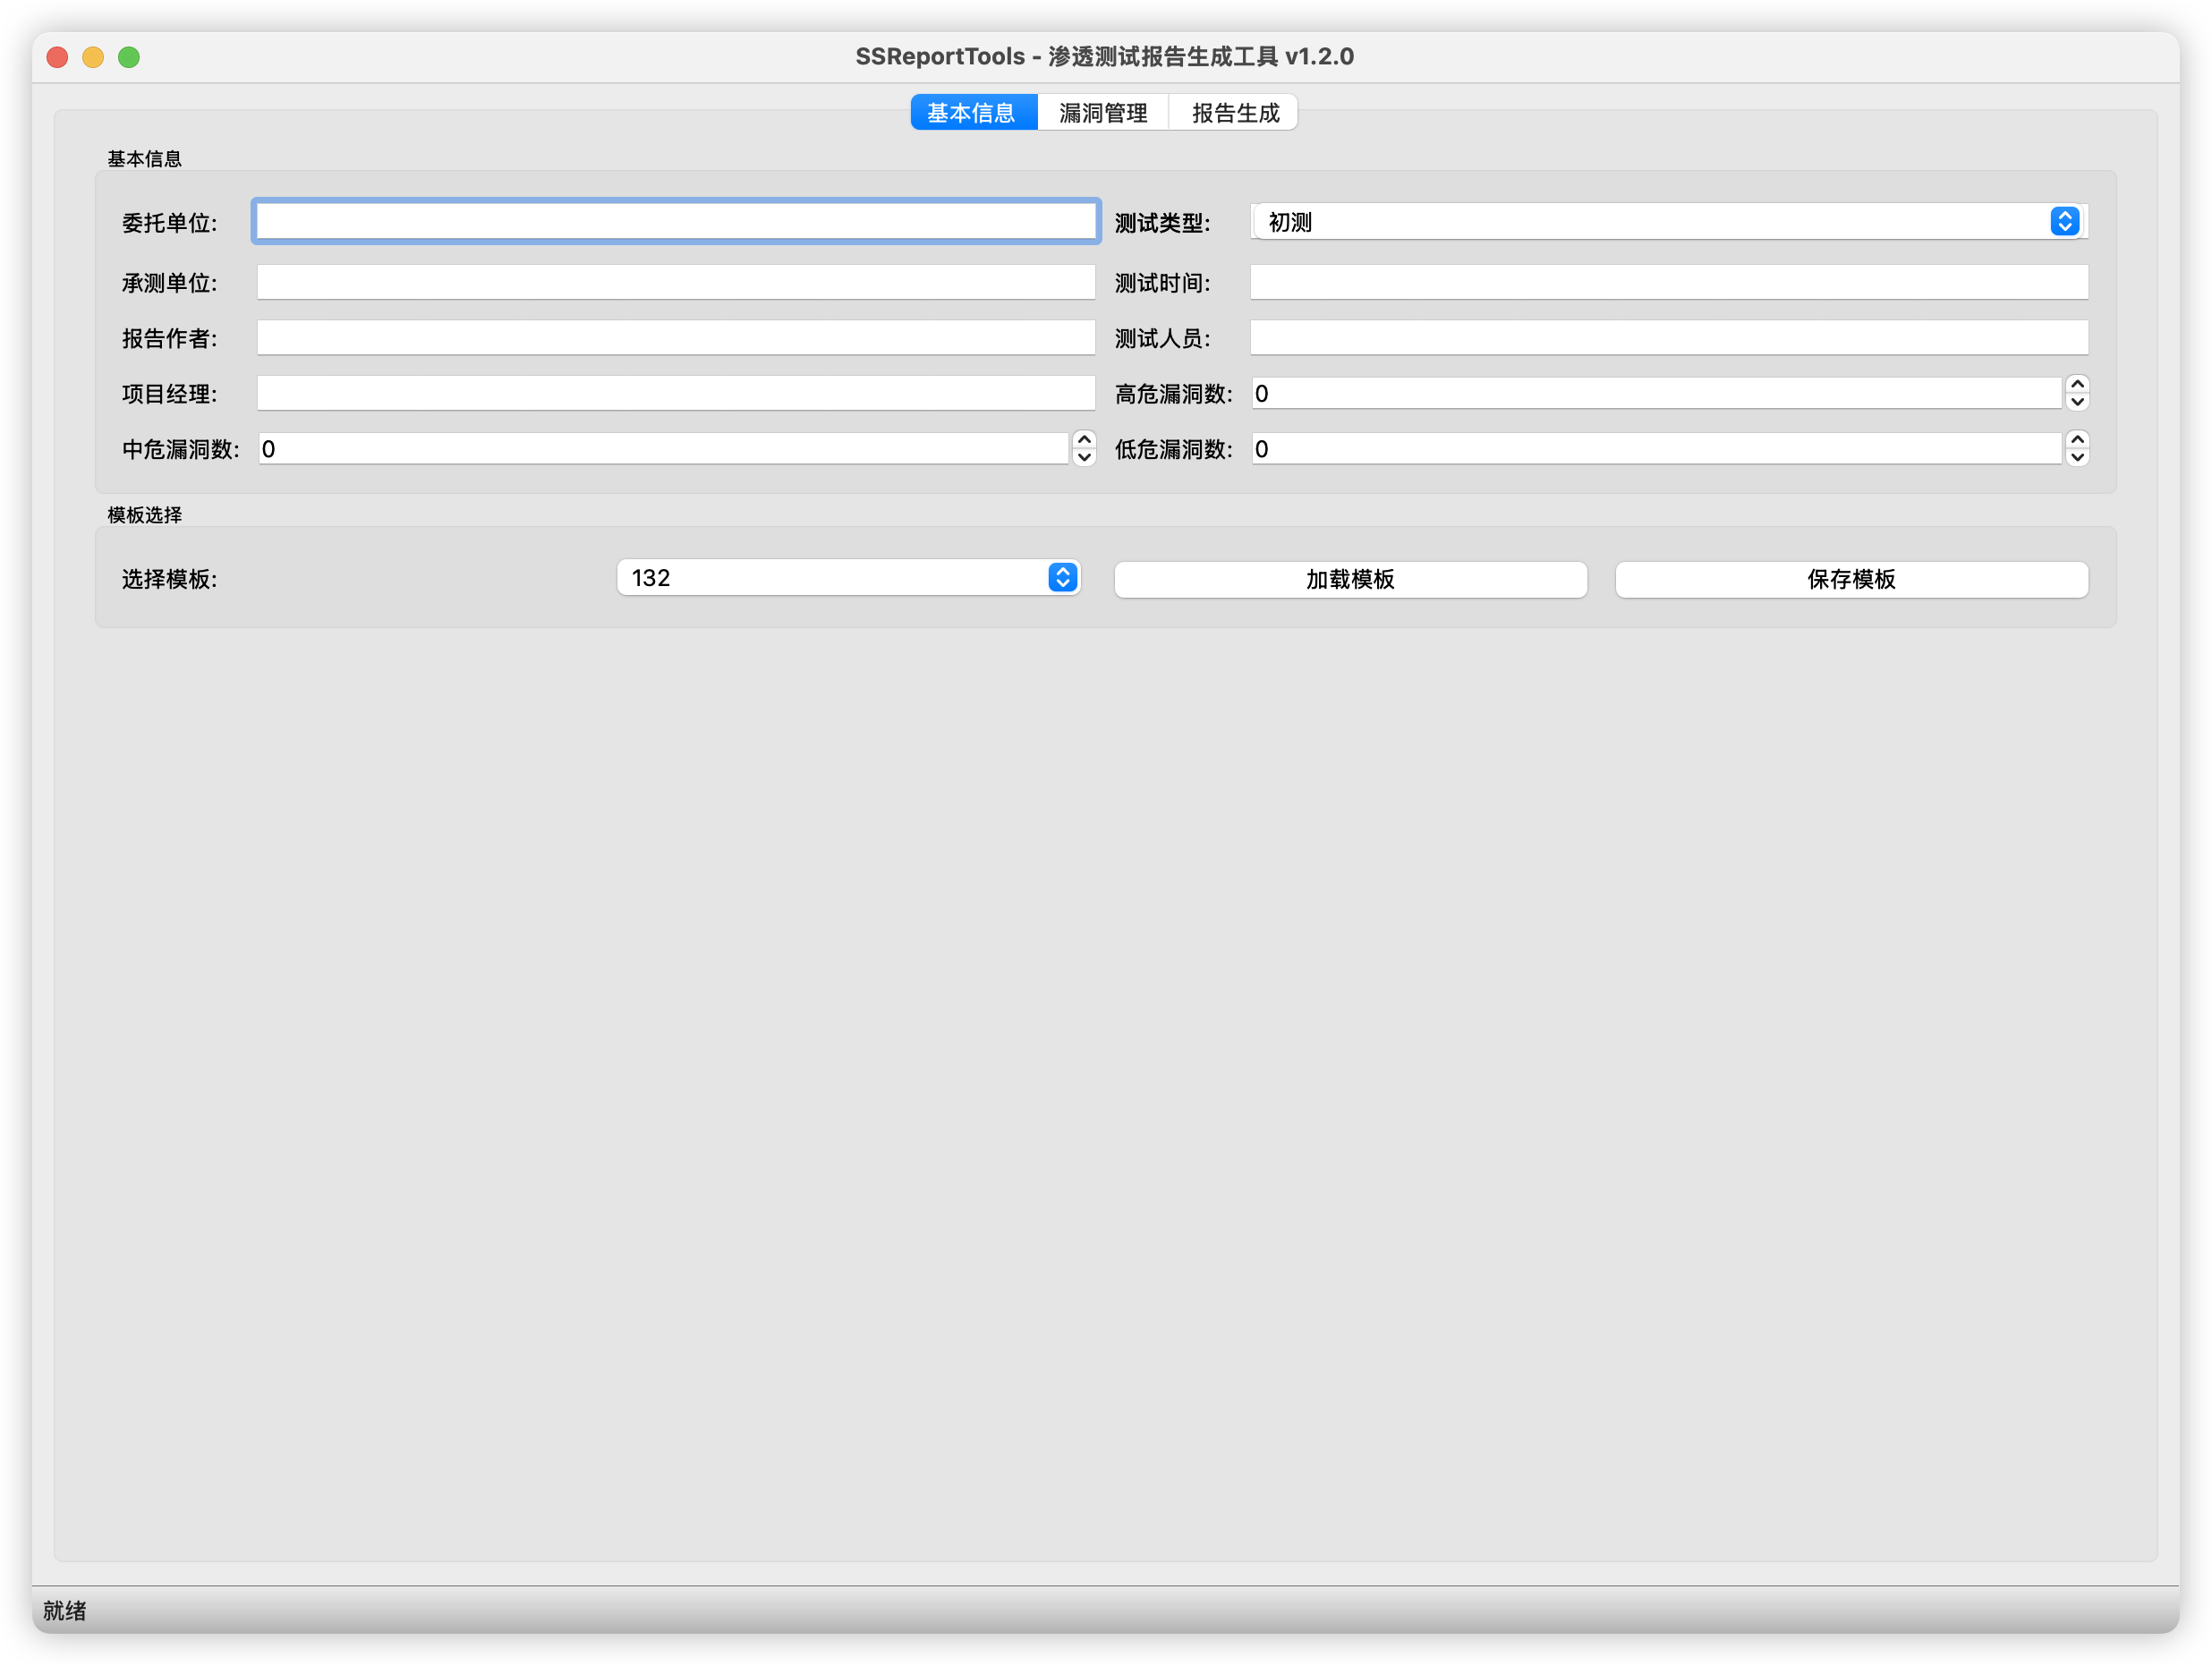 SSReportTools - 渗透测试报告生成工具 v1.2.0
基本信息 漏洞管理 报告生成
基本信息
委托单位: 测试类型: 初测
承测单位: 测试时间:
报告作者: 测试人员:
项目经理: 高危漏洞数: 0
中危漏洞数: 0 低危漏洞数: 0
模板选择
选择模板: 132 加载模板 保存模板
就绪